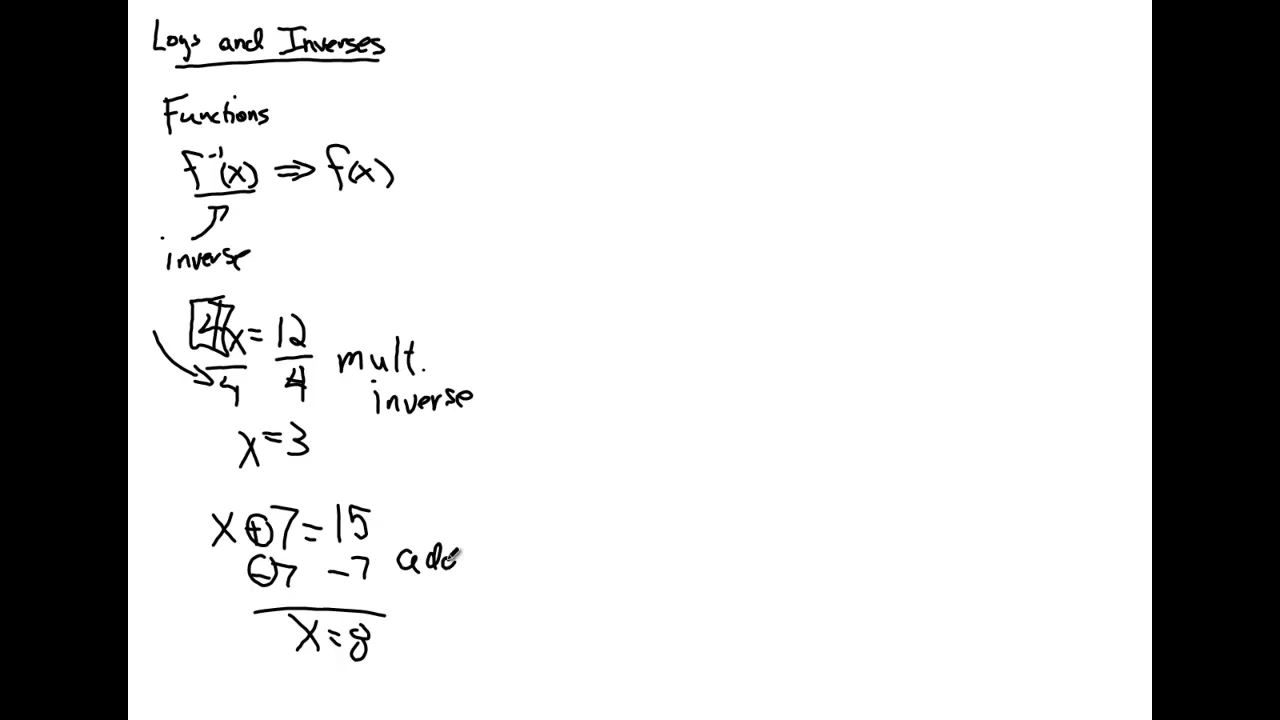 Logs and Inverses
Functions
f⁻¹(x) ⇒ f(x)
inverse
4x = 12
4 4
mult.
inverse
x = 3
x + 7 = 15
-7 -7
x = 8